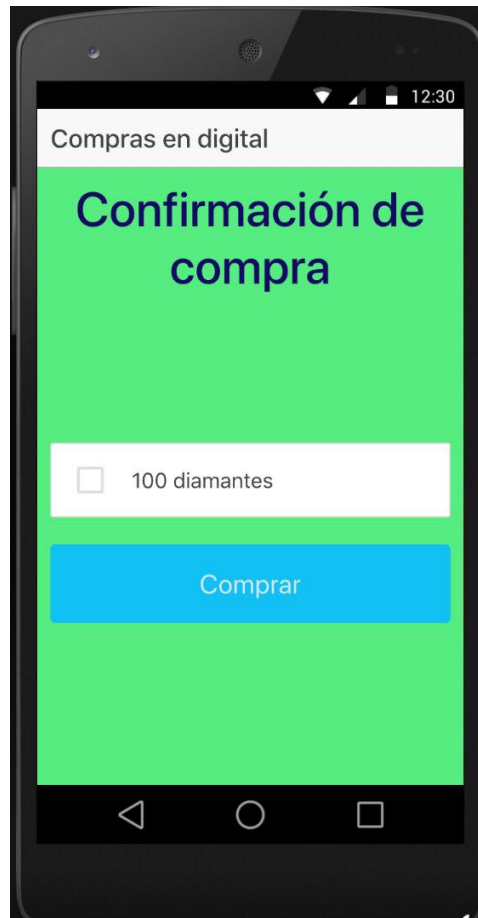 12:30
Compras en digital
Confirmación de
compra
100 diamantes
Comprar